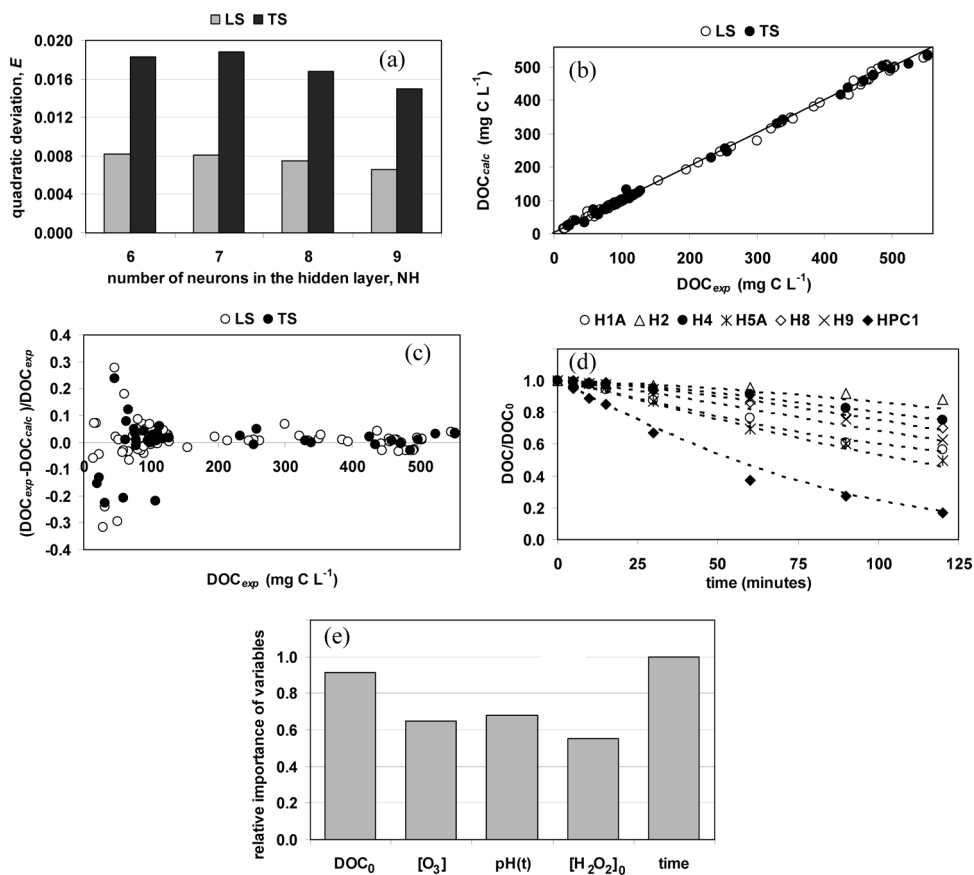 LS TS
(a)
quadratic deviation, E
0.020
0.016
0.012
0.008
0.004
0.000
6 7 8 9
number of neurons in the hidden layer, NH
LS TS
(b)
DOCcalc (mg C L⁻¹)
500
400
300
200
100
0
0 100 200 300 400 500
DOCexp (mg C L⁻¹)
LS TS
(c)
(DOCexp-DOCcalc)/DOCexp
0.4
0.3
0.2
0.1
0.0
-0.1
-0.2
-0.3
-0.4
0 100 200 300 400 500
DOCexp (mg C L⁻¹)
H1A H2 H4 H5A H8 H9 HPC1
(d)
DOC/DOC₀
1.0
0.8
0.6
0.4
0.2
0.0
0 25 50 75 100 125
time (minutes)
(e)
relative importance of variables
1.0
0.8
0.6
0.4
0.2
0.0
DOC₀ [O₃] pH(t) [H₂O₂]₀ time